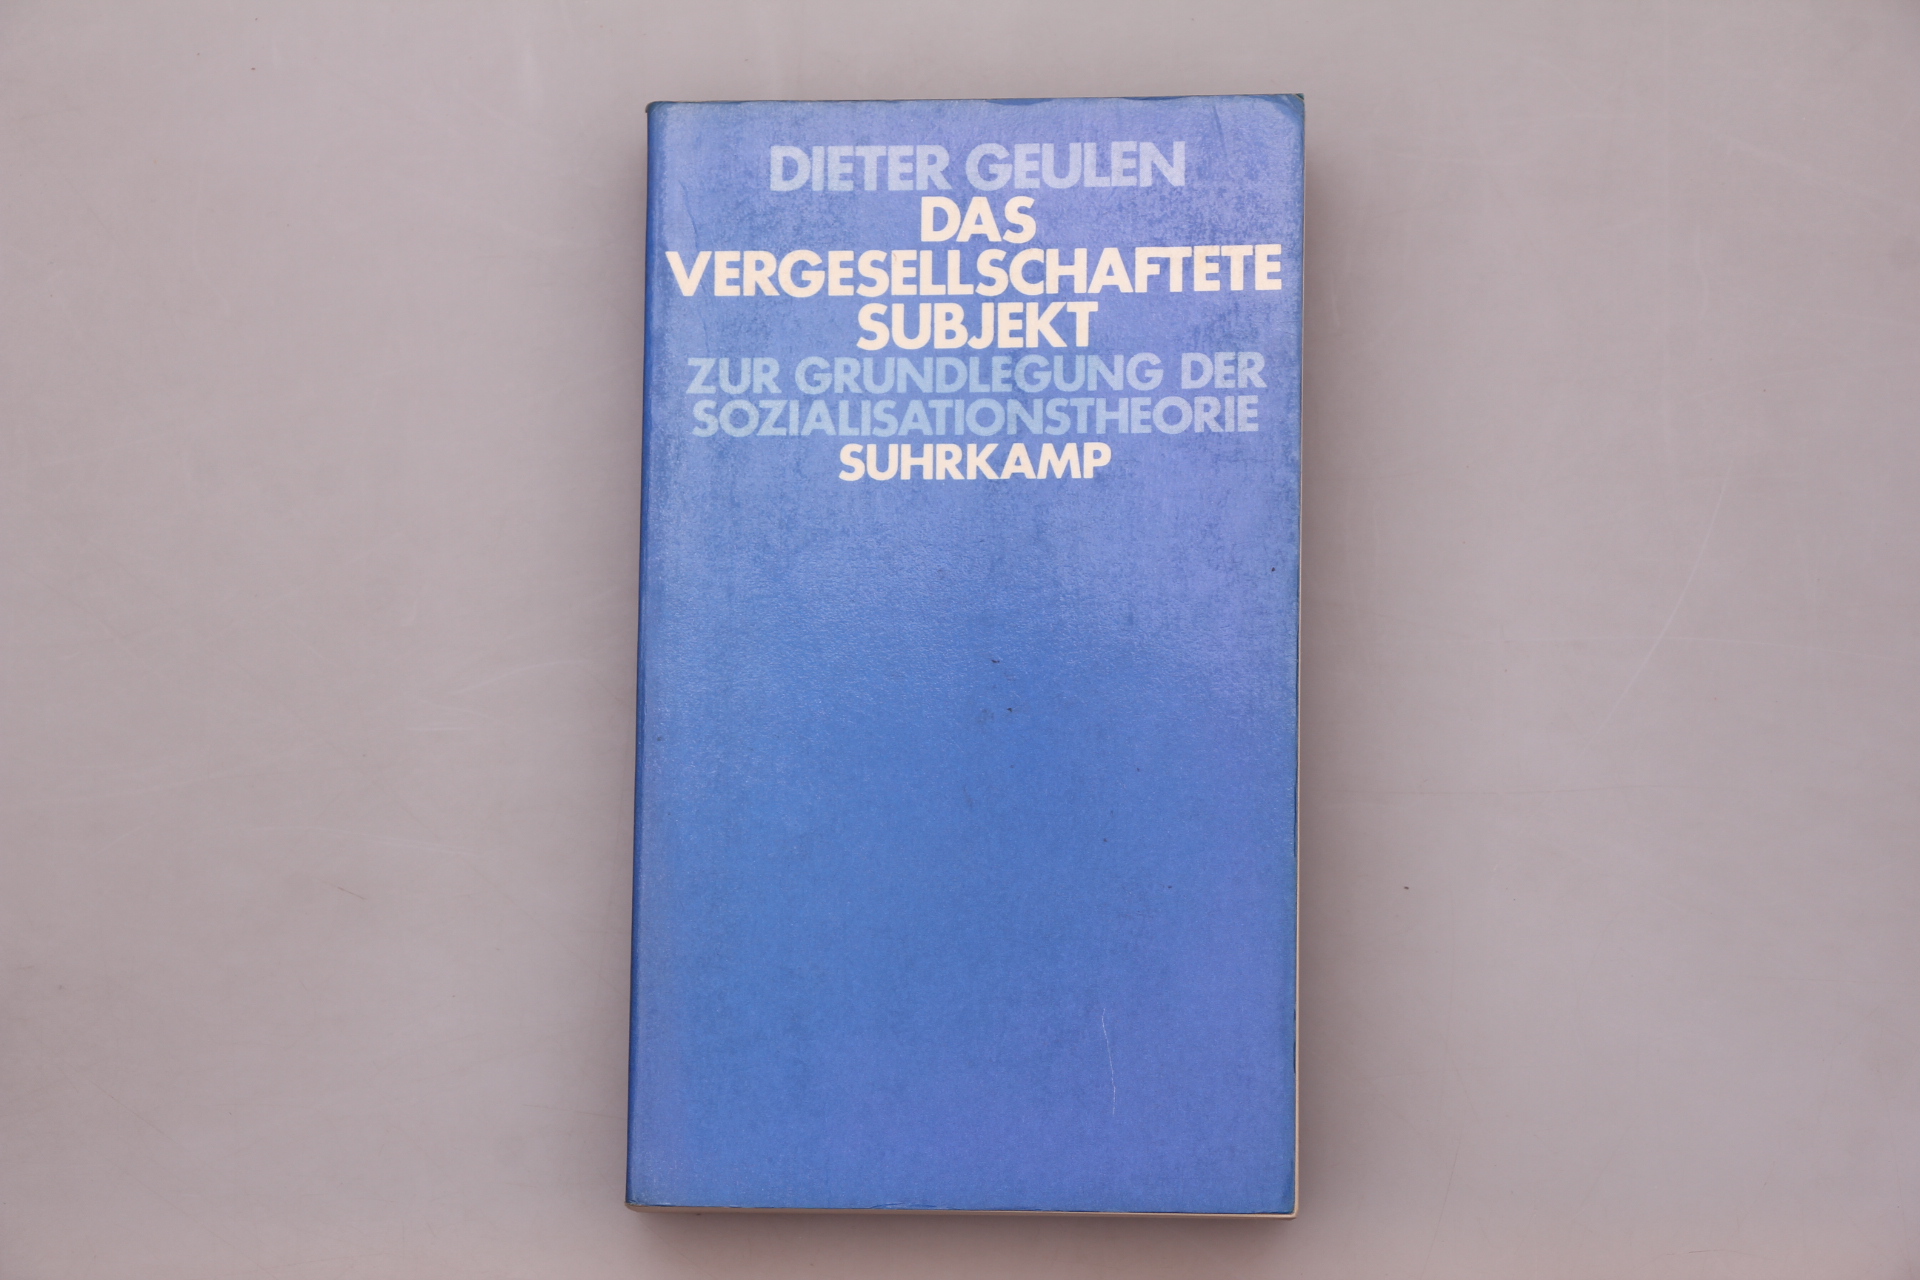 DIETER GEULEN
DAS
VERGESELLSCHAFTETE
SUBJEKT
ZUR GRUNDLEGUNG DER
SOZIALISATIONSTHEORIE
SUHRKAMP